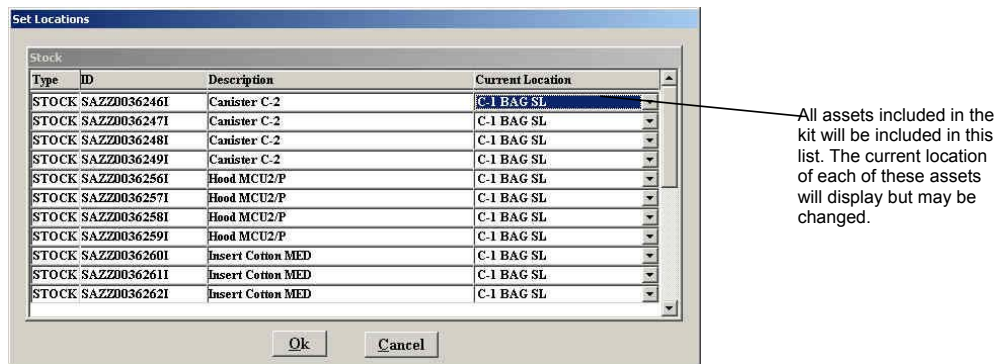 Set Locations
Stock
Type ID Description Current Location
STOCK SAZZ0036246I Canister C-2 C-1 BAG SL
STOCK SAZZ0036247I Canister C-2 C-1 BAG SL
STOCK SAZZ0036248I Canister C-2 C-1 BAG SL
STOCK SAZZ0036249I Canister C-2 C-1 BAG SL
STOCK SAZZ0036256I Hood MCU2/P C-1 BAG SL
STOCK SAZZ0036257I Hood MCU2/P C-1 BAG SL
STOCK SAZZ0036258I Hood MCU2/P C-1 BAG SL
STOCK SAZZ0036259I Hood MCU2/P C-1 BAG SL
STOCK SAZZ0036260I Insert Cotton MED C-1 BAG SL
STOCK SAZZ0036261I Insert Cotton MED C-1 BAG SL
STOCK SAZZ0036262I Insert Cotton MED C-1 BAG SL
Ok Cancel
All assets included in the
kit will be included in this
list. The current location
of each of these assets
will display but may be
changed.